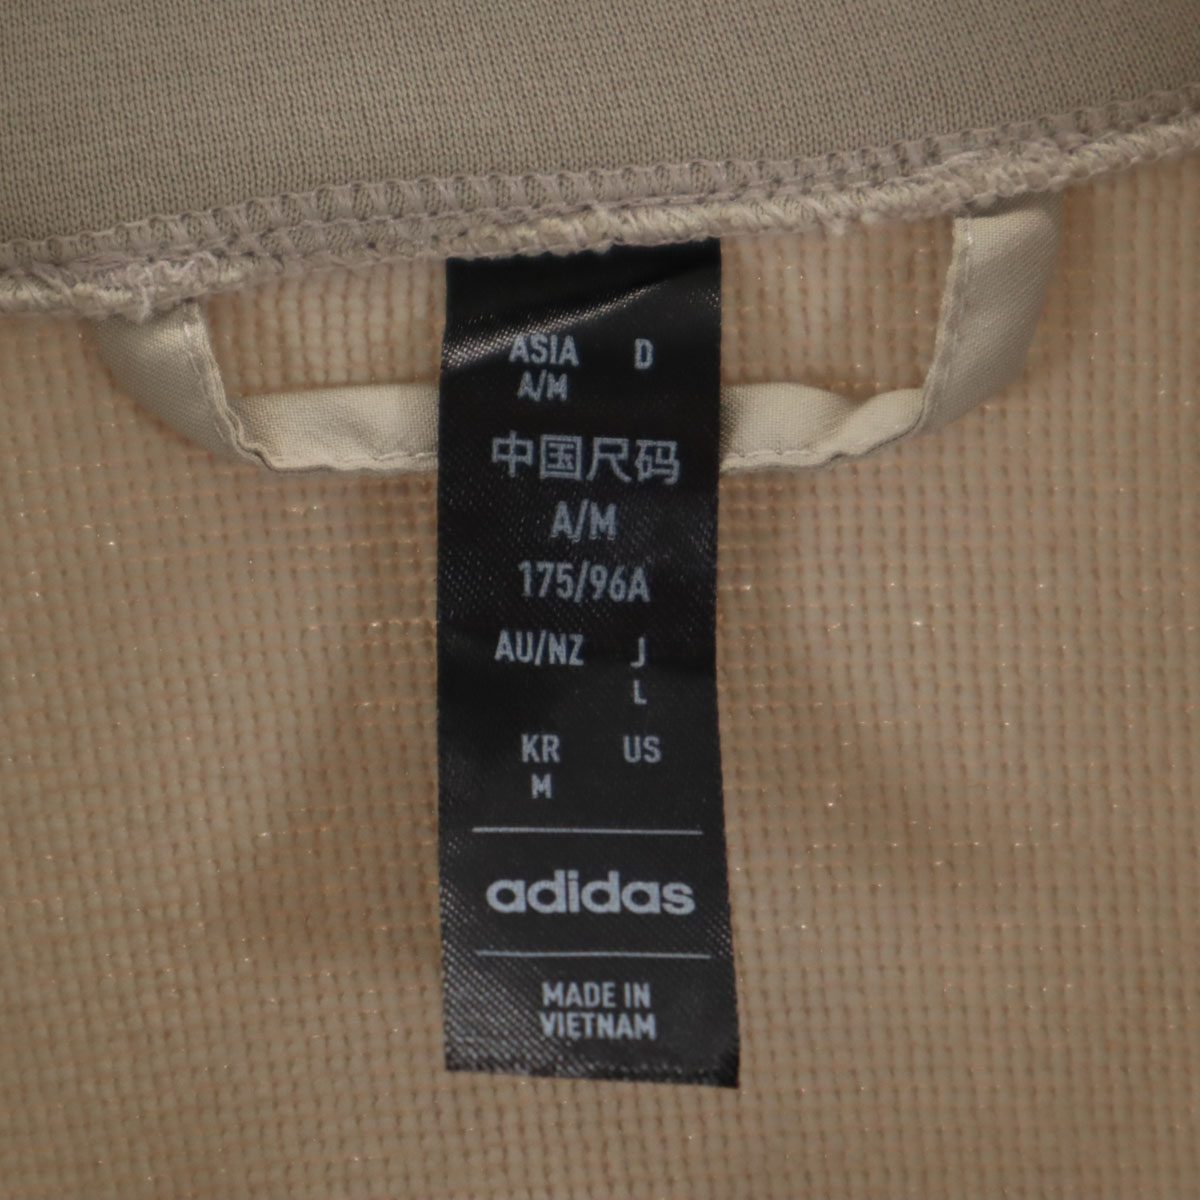 ASIA D
A/M
中国尺码
A/M
175/96A
AU/NZ J
L
KR US
M
adidas
MADE IN
VIETNAM